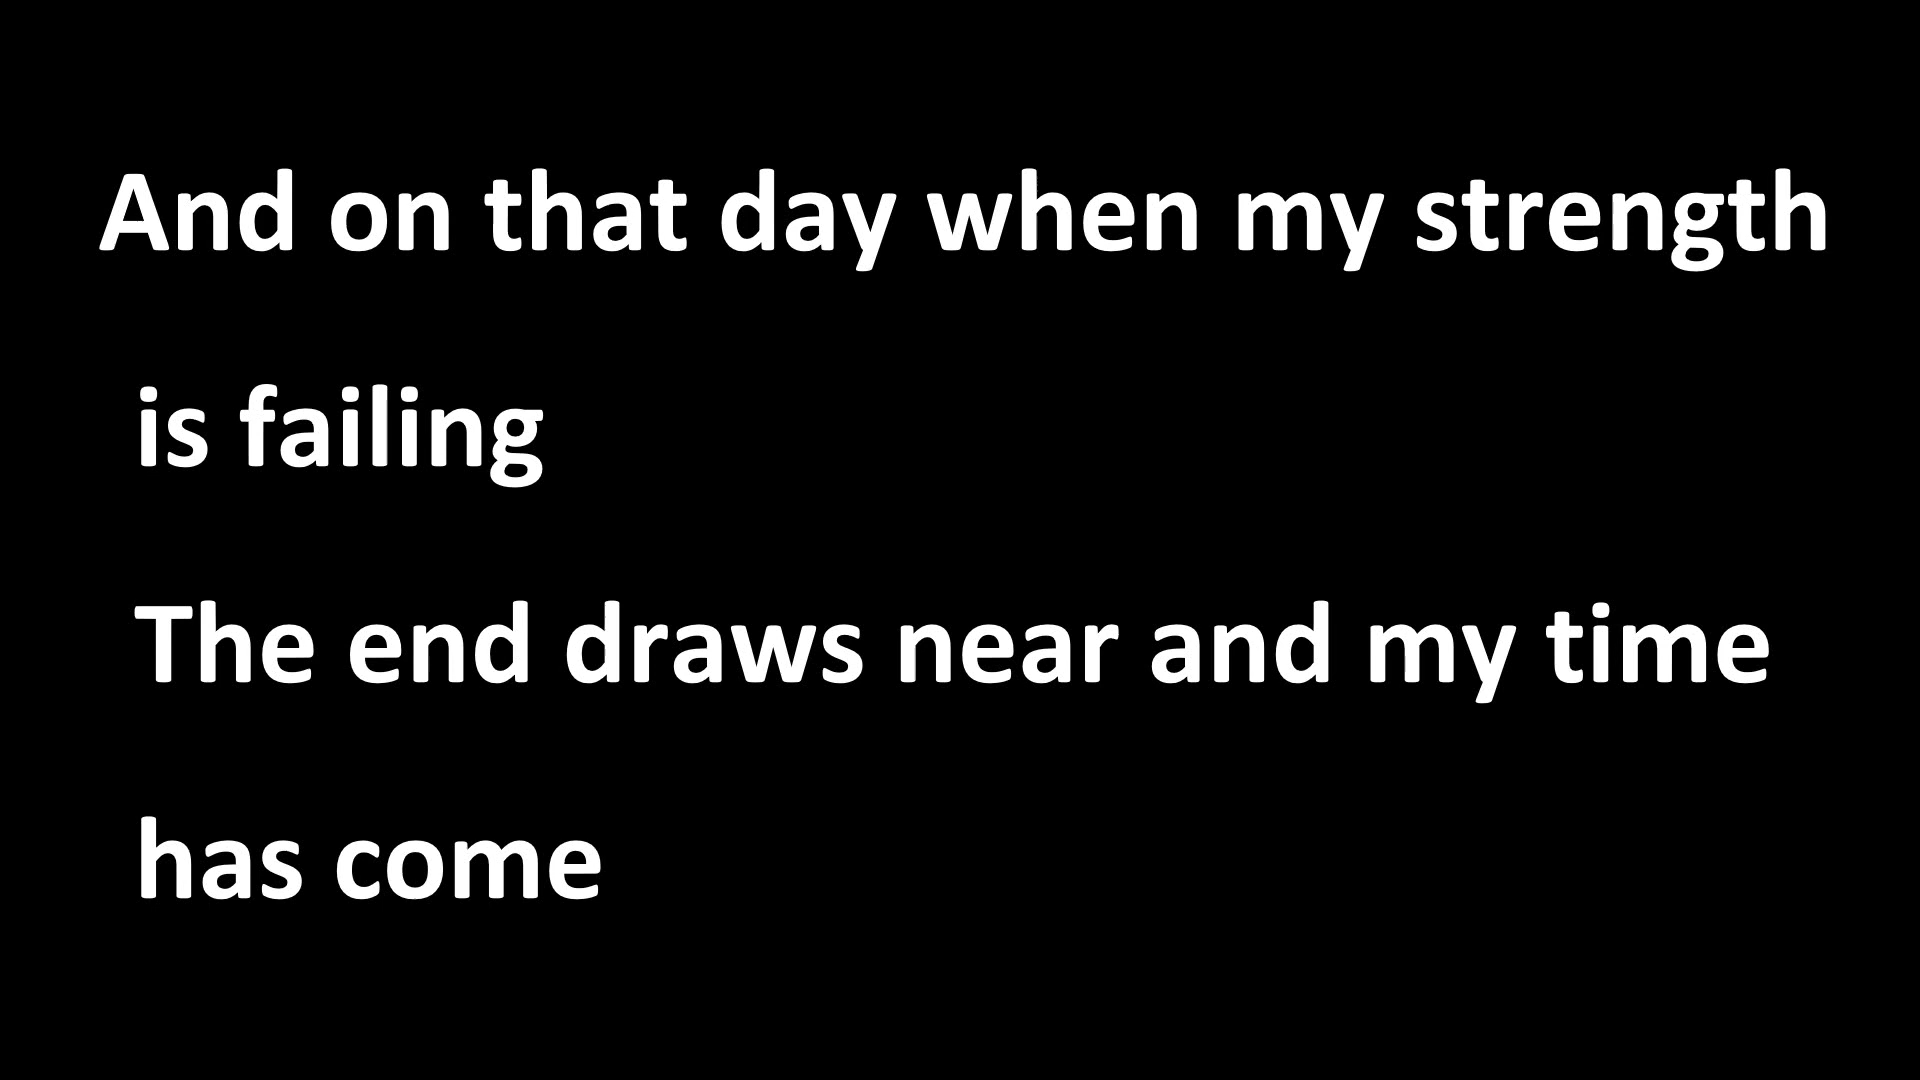 And on that day when my strength
is failing
The end draws near and my time
has come